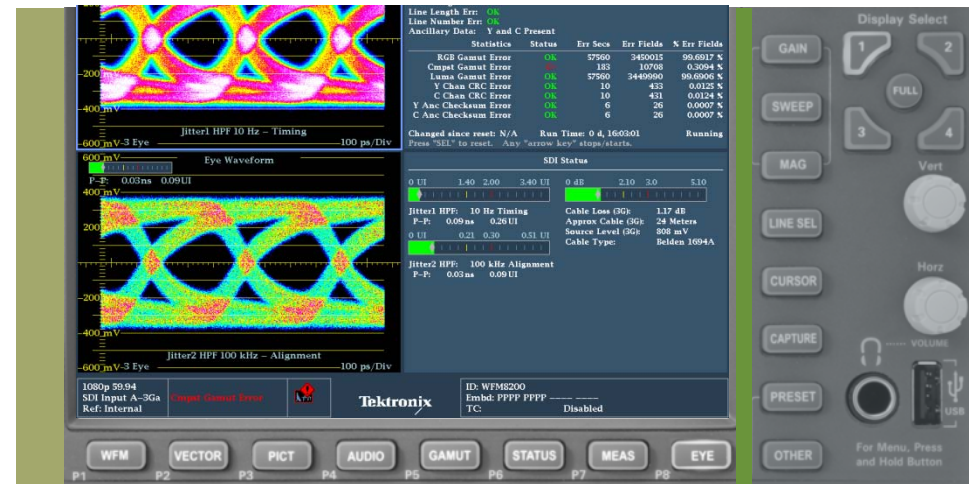 Line Length Err: OK
Line Number Err: OK
Ancillary Data: Y and C Present
Statistics Status Err Secs Err Fields % Err Fields
RGB Gamut Error OK 57560 3450015 99.6917 %
Cmpst Gamut Error 183 10708 0.3094 %
Luma Gamut Error OK 57560 3449990 99.6906 %
Y Chan CRC Error OK 10 433 0.0125 %
C Chan CRC Error OK 10 431 0.0124 %
Y Anc Checksum Error OK 6 26 0.0007 %
C Anc Checksum Error OK 6 26 0.0007 %
Changed since reset: N/A Run Time: 0 d, 16:03:01 Running
Press "SEL" to reset. Any "arrow key" stops/starts.
-200 mV
-400 mV
Jitter1 HPF 10 Hz – Timing
-600 mV-3 Eye 100 ps/Div
600 mV Eye Waveform
P-P: 0.03 ns 0.09 UI
400 mV
200
-200
-400 mV
Jitter2 HPF 100 kHz – Alignment
-600 mV-3 Eye 100 ps/Div
SDI Status
0 UI 1.40 2.00 3.40 UI
Jitter1 HPF: 10 Hz Timing
P-P: 0.09 ns 0.26 UI
0 UI 0.21 0.30 0.51 UI
Jitter2 HPF: 100 kHz Alignment
P-P: 0.03 ns 0.09 UI
0 dB 2.10 3.0 5.10
Cable Loss (3G): 1.17 dB
Approx Cable (3G): 24 Meters
Source Level (3G): 808 mV
Cable Type: Belden 1694A
1080p 59.94
SDI Input A-3Ga
Ref: Internal
Cmpst Gamut Error
Tektronix
ID: WFM8200
Embd: PPPP PPPP ---- ----
TC: Disabled
WFM VECTOR PICT AUDIO GAMUT STATUS MEAS EYE
P1 P2 P3 P4 P5 P6 P7 P8
Display Select
GAIN
1 2
FULL
SWEEP
3 4
MAG
Vert
LINE SEL
CURSOR
Horz
CAPTURE
VOLUME
PRESET
USB
OTHER
For Menu, Press
and Hold Button